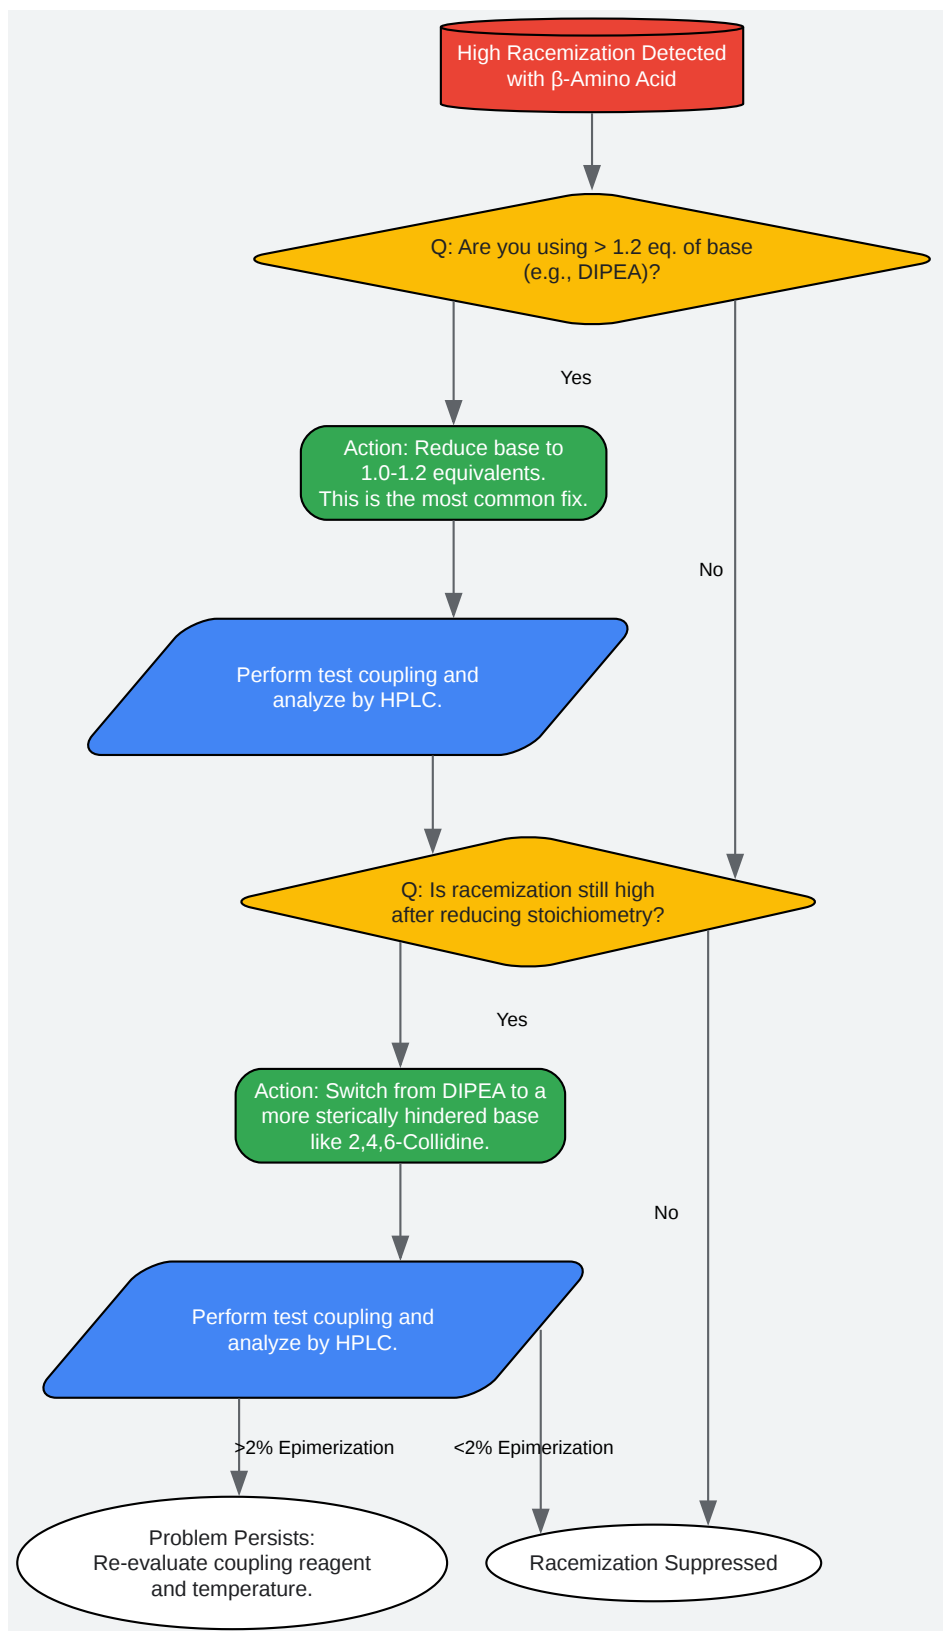 High Racemization Detected
with β-Amino Acid
Q: Are you using > 1.2 eq. of base
(e.g., DIPEA)?
Yes
Action: Reduce base to
1.0-1.2 equivalents.
This is the most common fix.
No
Perform test coupling and
analyze by HPLC.
Q: Is racemization still high
after reducing stoichiometry?
Yes
Action: Switch from DIPEA to a
more sterically hindered base
like 2,4,6-Collidine.
No
Perform test coupling and
analyze by HPLC.
>2% Epimerization
<2% Epimerization
Problem Persists:
Re-evaluate coupling reagent
and temperature.
Racemization Suppressed